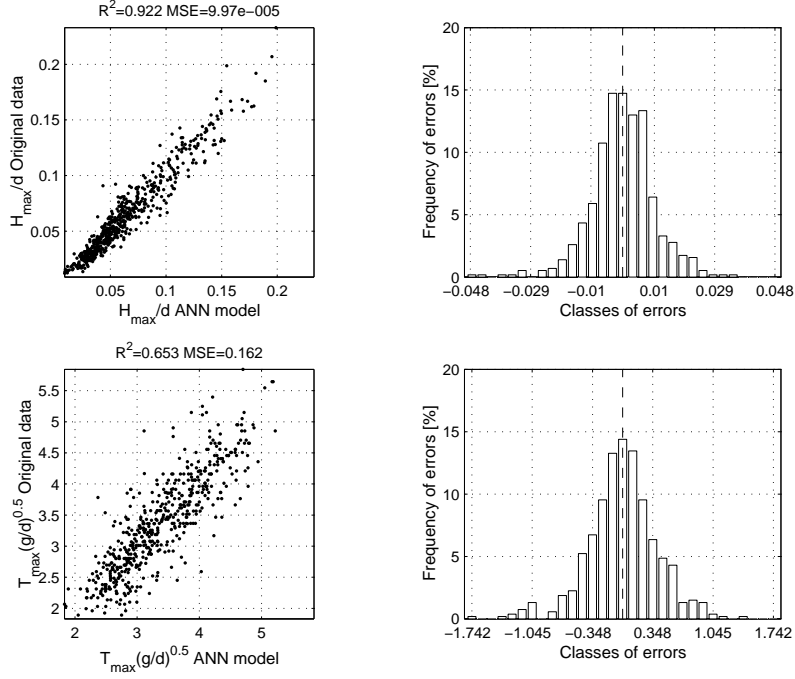 R²=0.922 MSE=9.97e−005
H_max/d Original data
0.2
0.15
0.1
0.05
0.05 0.1 0.15 0.2
H_max/d ANN model
Frequency of errors [%]
20
15
10
5
0
−0.048 −0.029 −0.01 0.01 0.029 0.048
Classes of errors
R²=0.653 MSE=0.162
T_max(g/d)^0.5 Original data
5.5
5
4.5
4
3.5
3
2.5
2
2 3 4 5
T_max(g/d)^0.5 ANN model
Frequency of errors [%]
20
15
10
5
0
−1.742 −1.045 −0.348 0.348 1.045 1.742
Classes of errors